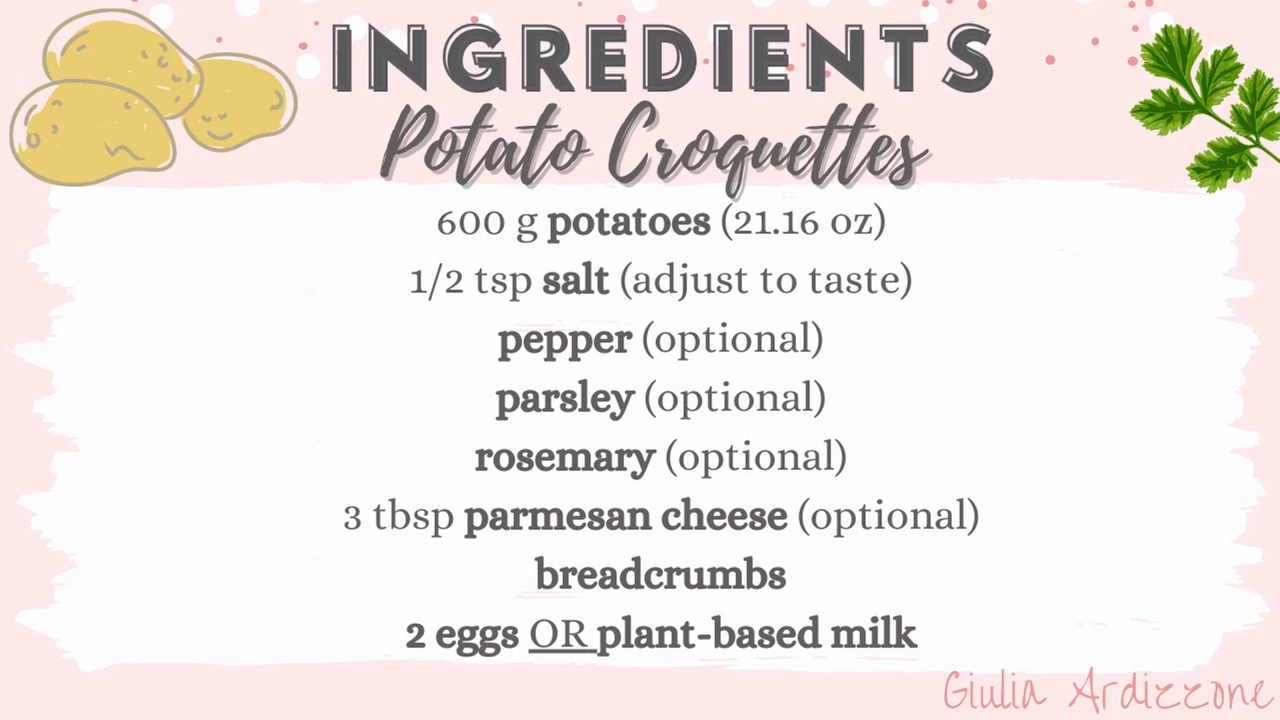 INGREDIENTS
Potato Croquettes
600 g potatoes (21.16 oz)
1/2 tsp salt (adjust to taste)
pepper (optional)
parsley (optional)
rosemary (optional)
3 tbsp parmesan cheese (optional)
breadcrumbs
2 eggs OR plant-based milk
Giulia Ardizzone